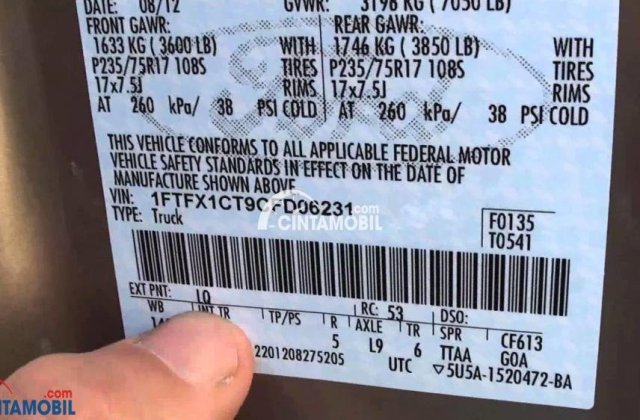 DATE: 08/12 GVWR: 3198 KG (7050 LB)
FRONT GAWR: REAR GAWR:
1633 KG (3600 LB) WITH 1746 KG (3850 LB) WITH
P235/75R17 108S TIRES P235/75R17 108S TIRES
17x7.5J RIMS 17x7.5J RIMS
AT 260 kPa/ 38 PSI COLD AT 260 kPa/ 38 PSI COLD
THIS VEHICLE CONFORMS TO ALL APPLICABLE FEDERAL MOTOR
VEHICLE SAFETY STANDARDS IN EFFECT ON THE DATE OF
MANUFACTURE SHOWN ABOVE
VIN: 1FTFX1CT9CFD06231
TYPE: Truck
.com
CINTAMOBIL
F0135
T0541
EXT PNT: LQ RC: 53 DSO:
WB INT TR TP/PS R AXLE TR SPR CF613
5 L9 6 TTAA GOA
2201208275205 UTC ▽5U5A-1520472-BA
.com
CINTAMOBIL